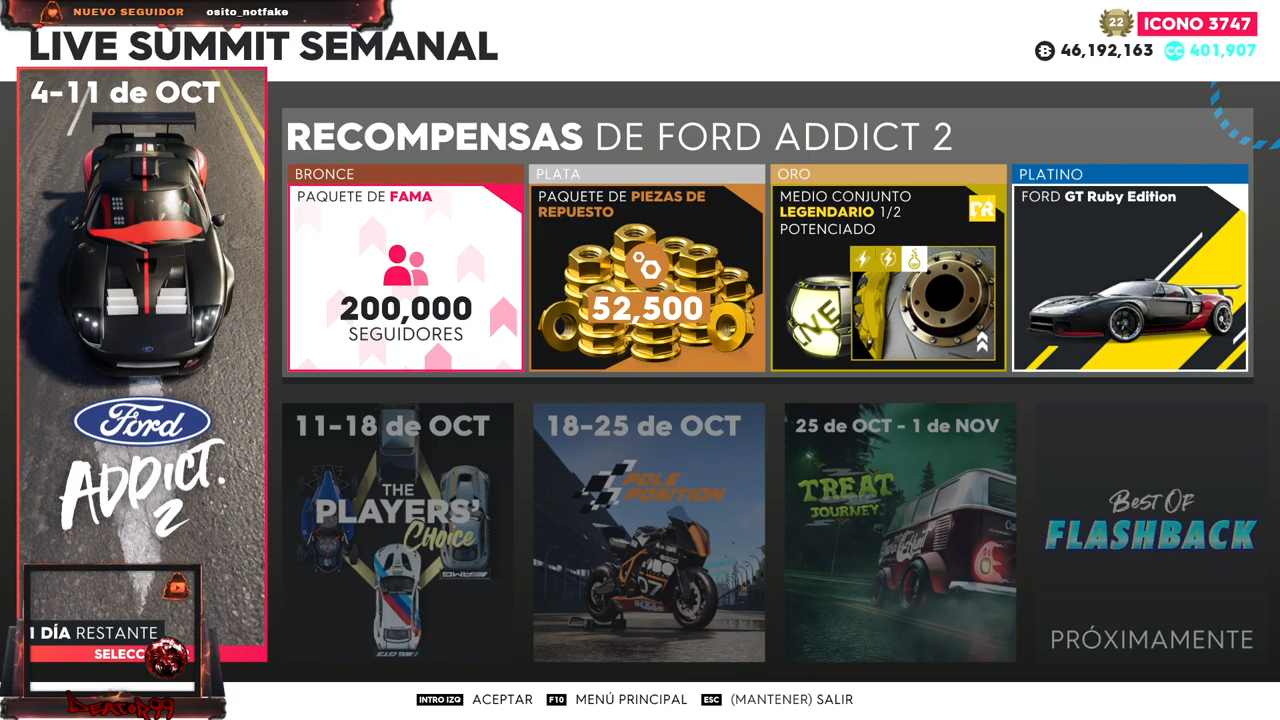 NUEVO SEGUIDOR osito_notfake
LIVE SUMMIT SEMANAL
22 ICONO 3747
46,192,163 CC 401,907
4-11 de OCT
Ford
ADDICT.
2
1 DÍA RESTANTE
SELECC
DEATOR99
RECOMPENSAS DE FORD ADDICT 2
BRONCE
PAQUETE DE FAMA
200,000
SEGUIDORES
PLATA
PAQUETE DE PIEZAS DE
REPUESTO
52,500
ORO
MEDIO CONJUNTO
LEGENDARIO 1/2
POTENCIADO
LIVE
PLATINO
FORD GT Ruby Edition
11-18 de OCT
THE
PLAYERS'
Choice
18-25 de OCT
POLE
POSITION
25 de OCT - 1 de NOV
TREAT
JOURNEY
BEST OF
FLASHBACK
PRÓXIMAMENTE
INTRO IZQ ACEPTAR F10 MENÚ PRINCIPAL ESC (MANTENER) SALIR